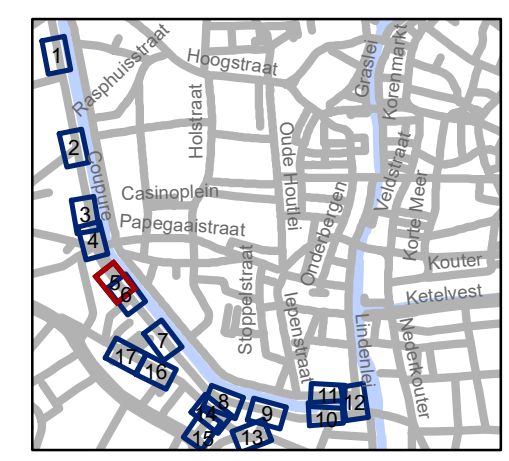 1
Rasphuisstraat
Hoogstraat
Graslei
Korenmarkt
2
Coupure
Holstraat
Oude Houtlei
Veldstraat
Casinoplein
3
Papegaaistraat
4
Onderbergen
Korte Meer
Kouter
5
6
Ketelvest
Stoppelstraat
Iepenstraat
Lindenlei
Nederkouter
7
17
16
8
11
12
14
9
10
15
13